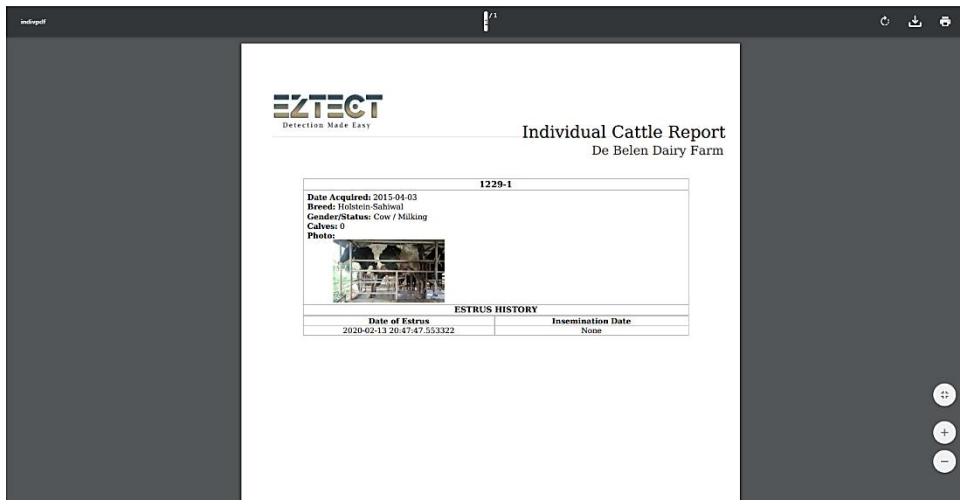 indivpdf
/ 1
EZTECT
Detection Made Easy
Individual Cattle Report
De Belen Dairy Farm
1229-1
Date Acquired: 2015-04-03
Breed: Holstein-Sahiwal
Gender/Status: Cow / Milking
Calves: 0
Photo:
ESTRUS HISTORY
Date of Estrus Insemination Date
2020-02-13 20:47:47.553322 None